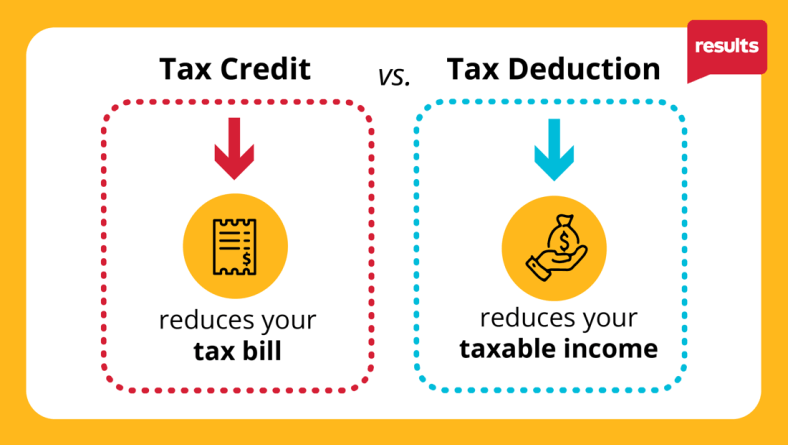 results
Tax Credit vs. Tax Deduction
$
reduces your
tax bill
$
reduces your
taxable income